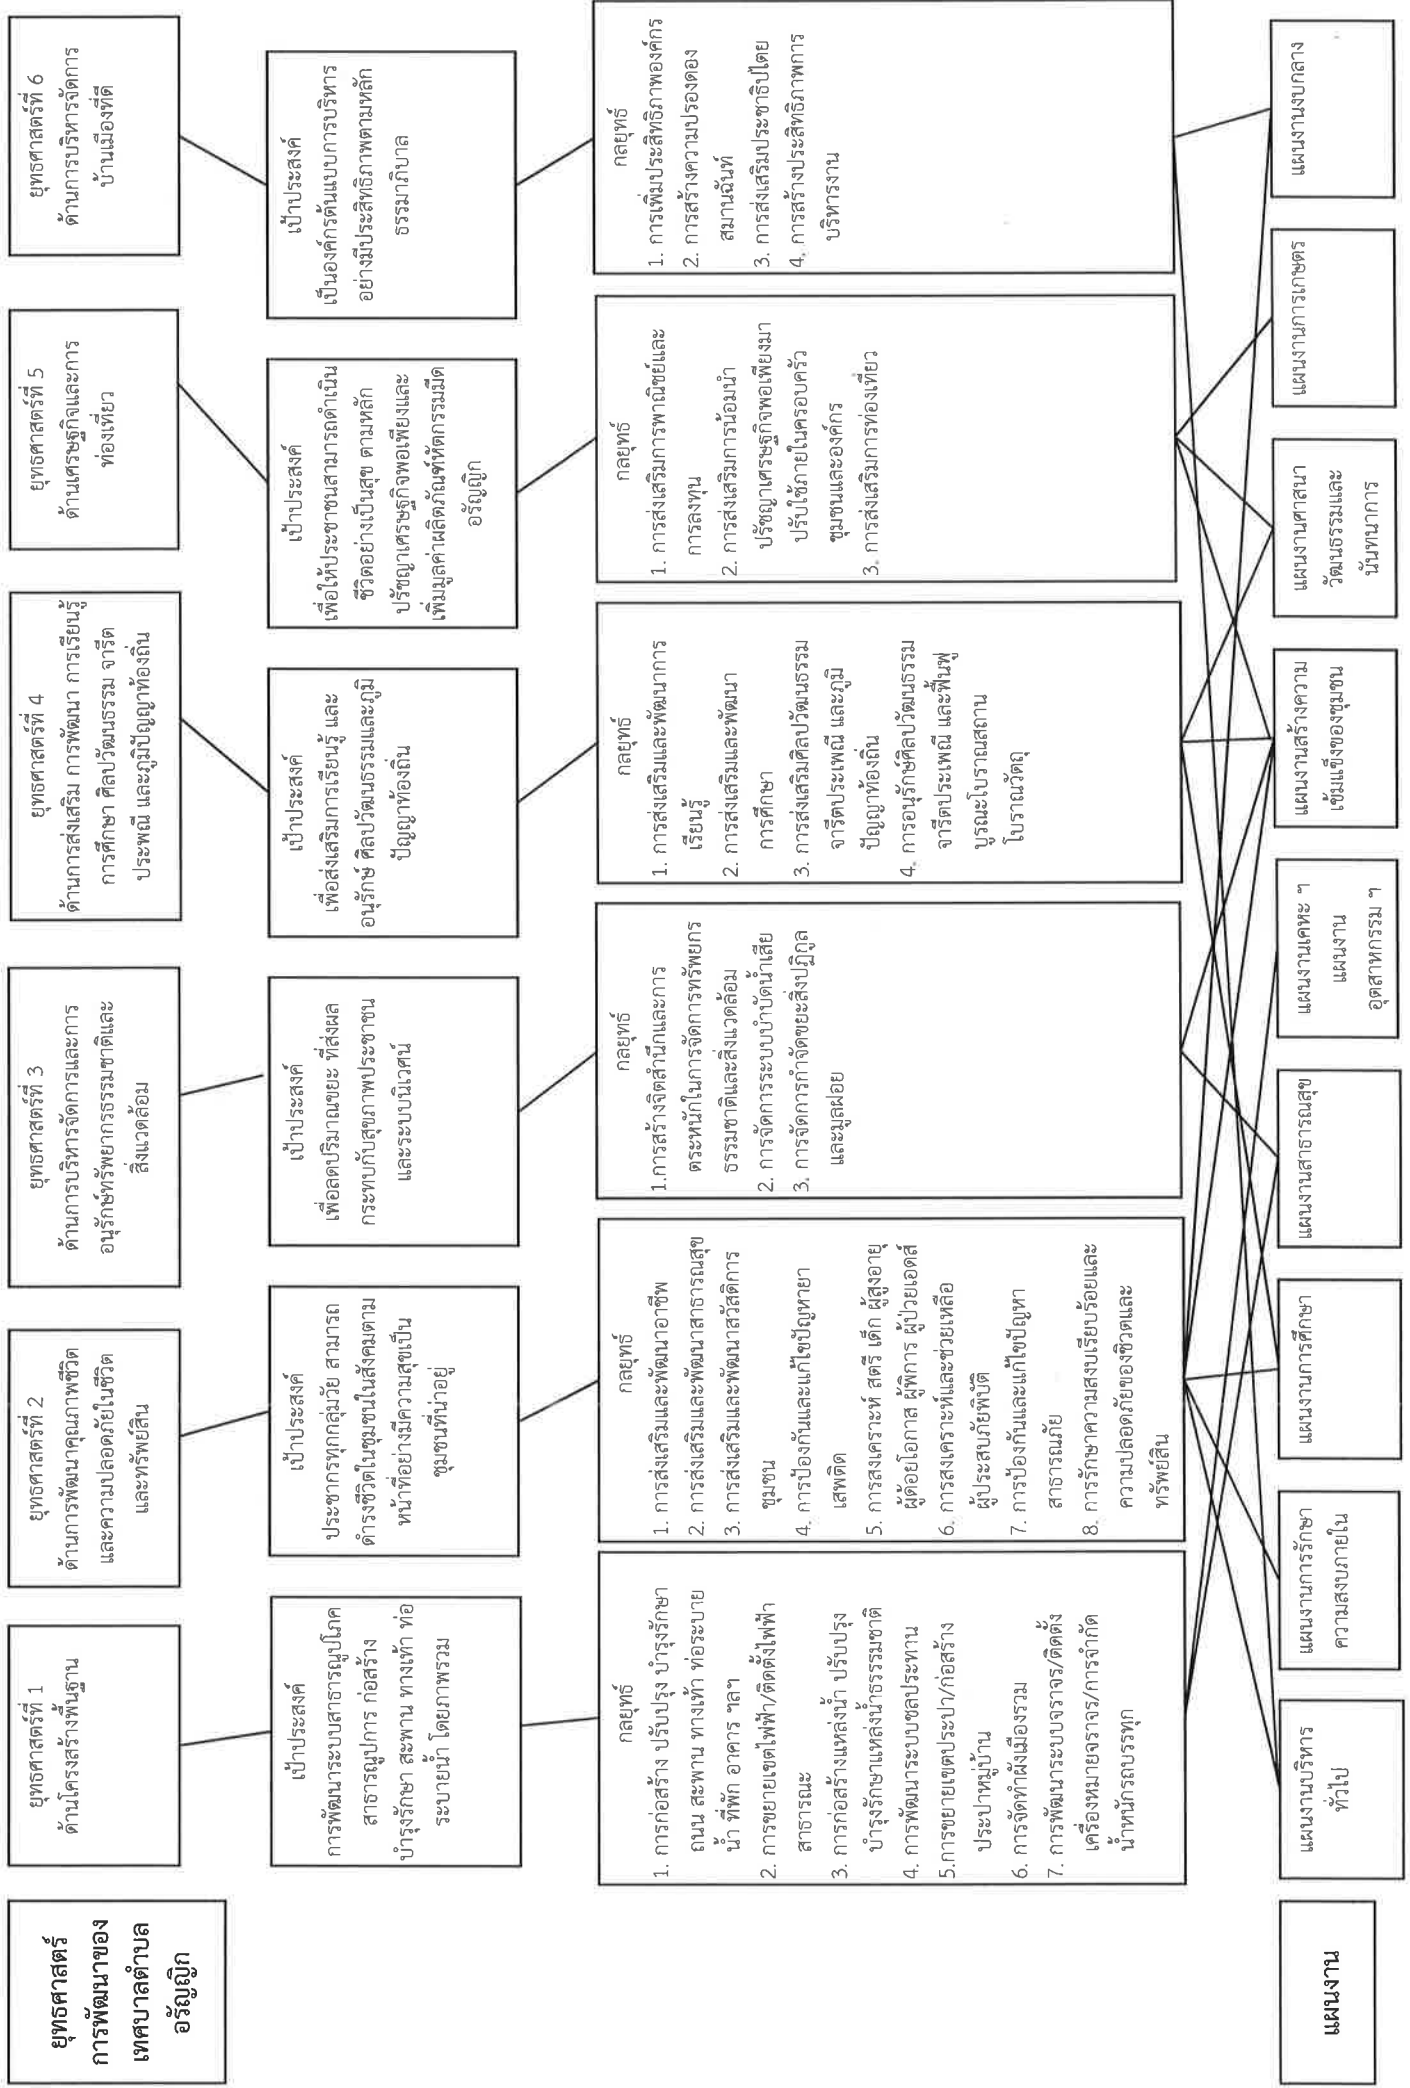 ยุทธศาสตร์
การพัฒนาของ
เทศบาลตำบล
อรัญญิก
ยุทธศาสตร์ที่ 1
ด้านโครงสร้างพื้นฐาน
ยุทธศาสตร์ที่ 2
ด้านการพัฒนาคุณภาพชีวิต
และความปลอดภัยในชีวิต
และทรัพย์สิน
ยุทธศาสตร์ที่ 3
ด้านการบริหารจัดการและการ
อนุรักษ์ทรัพยากรธรรมชาติและ
สิ่งแวดล้อม
ยุทธศาสตร์ที่ 4
ด้านการส่งเสริม การพัฒนา การเรียนรู้
การศึกษา ศิลปวัฒนธรรม จารีต
ประพณี และภูมิปัญญาท้องถิ่น
ยุทธศาสตร์ที่ 5
ด้านเศรษฐกิจและการ
ท่องเที่ยว
ยุทธศาสตร์ที่ 6
ด้านการบริหารจัดการ
บ้านเมืองที่ดี
เป้าประสงค์
การพัฒนาระบบสาธารณูปโภค
สาธารณูปการ ก่อสร้าง
บำรุงรักษา สะพาน ทางเท้า ท่อ
ระบายน้ำ โดยภาพรวม
เป้าประสงค์
ประชากรทุกกลุ่มวัย สามารถ
ดำรงชีวิตในชุมชนในสังคมตาม
หน้าที่อย่างมีความสุขเป็น
ชุมชนที่น่าอยู่
เป้าประสงค์
เพื่อลดปริมาณขยะ ที่ส่งผล
กระทบกับสุขภาพประชาชน
และระบบนิเวศน์
เป้าประสงค์
เพื่อส่งเสริมการเรียนรู้ และ
อนุรักษ์ ศิลปวัฒนธรรมและภูมิ
ปัญญาท้องถิ่น
เป้าประสงค์
เพื่อให้ประชาชนสามารถดำเนิน
ชีวิตอย่างเป็นสุข ตามหลัก
ปรัชญาเศรษฐกิจพอเพียงและ
เพิ่มมูลค่าผลิตภัณฑ์หัตกรรมมีด
อรัญญิก
เป้าประสงค์
เป็นองค์กรต้นแบบการบริหาร
อย่างมีประสิทธิภาพตามหลัก
ธรรมาภิบาล
กลยุทธ์
1. การก่อสร้าง ปรับปรุง บำรุงรักษา
ถนน สะพาน ทางเท้า ท่อระบาย
น้ำ ที่พัก อาคาร ฯลฯ
2. การขยายเขตไฟฟ้า/ติดตั้งไฟฟ้า
สาธารณะ
3. การก่อสร้างแหล่งน้ำ ปรับปรุง
บำรุงรักษาแหล่งน้ำธรรมชาติ
4. การพัฒนาระบบชลประทาน
5.การขยายเขตประปา/ก่อสร้าง
ประปาหมู่บ้าน
6. การจัดทำผังเมืองรวม
7. การพัฒนาระบบจราจร/ติดตั้ง
เครื่องหมายจราจร/การจำกัด
น้ำหนักรถบรรทุก
กลยุทธ์
1. การส่งเสริมและพัฒนาอาชีพ
2. การส่งเสริมและพัฒนาสาธารณสุข
3. การส่งเสริมและพัฒนาสวัสดิการ
ชุมชน
4. การป้องกันและแก้ไขปัญหายา
เสพติด
5. การสงเคราะห์ สตรี เด็ก ผู้สูงอายุ
ผู้ด้อยโอกาส ผู้พิการ ผู้ป่วยเอดส์
6. การสงเคราะห์และช่วยเหลือ
ผู้ประสบภัยพิบัติ
7. การป้องกันและแก้ไขปัญหา
สาธารณภัย
8. การรักษาความสงบเรียบร้อยและ
ความปลอดภัยของชีวิตและ
ทรัพย์สิน
กลยุทธ์
1.การสร้างจิตสำนึกและการ
ตระหนักในการจัดการทรัพยกร
ธรรมชาติและสิ่งแวดล้อม
2. การจัดการระบบบำบัดน้ำเสีย
3. การจัดการกำจัดขยะสิ่งปฏิกูล
และมูลฝอย
กลยุทธ์
1. การส่งเสริมและพัฒนาการ
เรียนรู้
2. การส่งเสริมและพัฒนา
การศึกษา
3. การส่งเสริมศิลปวัฒนธรรม
จารีตประเพณี และภูมิ
ปัญญาท้องถิ่น
4. การอนุรักษ์ศิลปวัฒนธรรม
จารีตประเพณี และฟื้นฟู
บูรณะโบราณสถาน
โบราณวัตถุ
กลยุทธ์
1. การส่งเสริมการพาณิชย์และ
การลงทุน
2. การส่งเสริมการน้อมนำ
ปรัชญาเศรษฐกิจพอเพียงมา
ปรับใช้ภายในครอบครัว
ชุมชนและองค์กร
3. การส่งเสริมการท่องเที่ยว
กลยุทธ์
1. การเพิ่มประสิทธิภาพองค์กร
2. การสร้างความปรองดอง
สมานฉันท์
3. การส่งเสริมประชาธิปไตย
4. การสร้างประสิทธิภาพการ
บริหารงาน
แผนงาน
แผนงานบริหาร
ทั่วไป
แผนงานการรักษา
ความสงบภายใน
แผนงานการศึกษา
แผนงานสาธารณสุข
แผนงานเคหะ ฯ
แผนงาน
อุตสาหกรรม ฯ
แผนงานสร้างความ
เข้มแข็งของชุมชน
แผนงานศาสนา
วัฒนธรรมและ
นันทนาการ
แผนงานการเกษตร
แผนงานงบกลาง